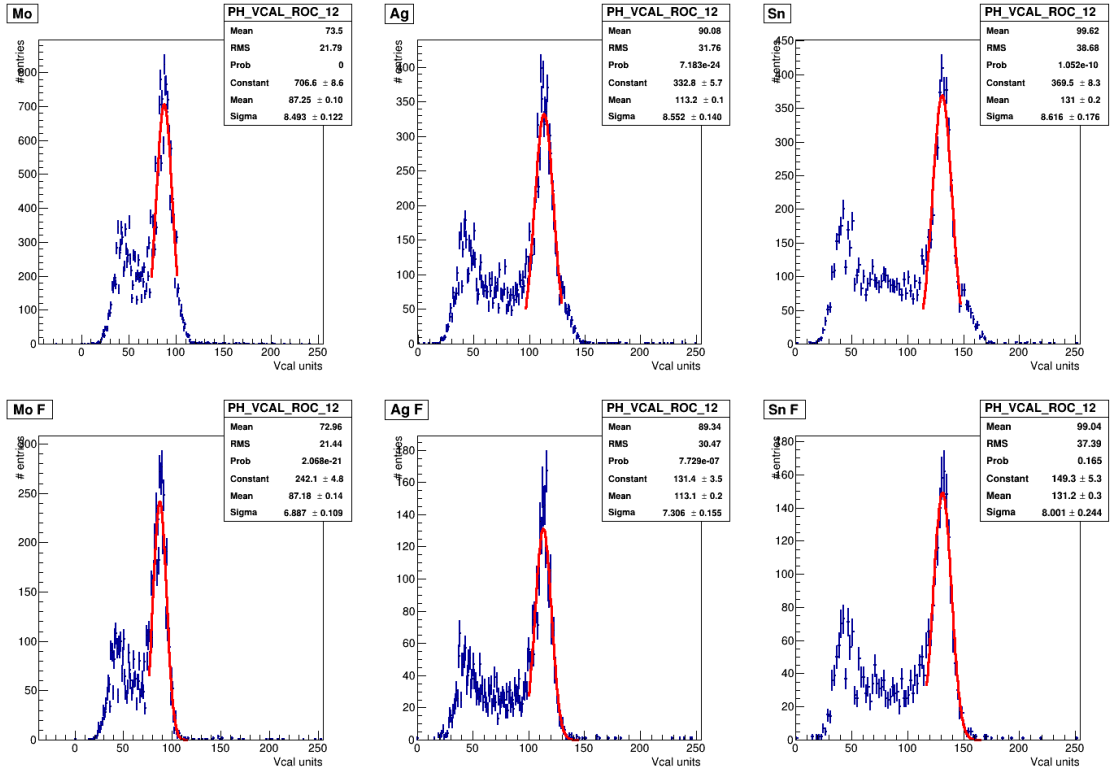 Mo
PH_VCAL_ROC_12
Mean 73.5
RMS 21.79
Prob 0
Constant 706.6 ± 8.6
Mean 87.25 ± 0.10
Sigma 8.493 ± 0.122
# entries
800
700
600
500
400
300
200
100
0
0 50 100 150 200 250
Vcal units
Ag
PH_VCAL_ROC_12
Mean 90.08
RMS 31.76
Prob 7.183e-24
Constant 332.8 ± 5.7
Mean 113.2 ± 0.1
Sigma 8.552 ± 0.140
# entries
400
350
300
250
200
150
100
50
0
0 50 100 150 200 250
Vcal units
Sn
PH_VCAL_ROC_12
Mean 99.62
RMS 38.68
Prob 1.052e-10
Constant 369.5 ± 8.3
Mean 131 ± 0.2
Sigma 8.616 ± 0.176
# entries
450
400
350
300
250
200
150
100
50
0
0 50 100 150 200 250
Vcal units
Mo F
PH_VCAL_ROC_12
Mean 72.96
RMS 21.44
Prob 2.068e-21
Constant 242.1 ± 4.8
Mean 87.18 ± 0.14
Sigma 6.887 ± 0.109
# entries
300
250
200
150
100
50
0
0 50 100 150 200 250
Vcal units
Ag F
PH_VCAL_ROC_12
Mean 89.34
RMS 30.47
Prob 7.729e-07
Constant 131.4 ± 3.5
Mean 113.1 ± 0.2
Sigma 7.306 ± 0.155
# entries
180
160
140
120
100
80
60
40
20
0
0 50 100 150 200 250
Vcal units
Sn F
PH_VCAL_ROC_12
Mean 99.04
RMS 37.39
Prob 0.165
Constant 149.3 ± 5.3
Mean 131.2 ± 0.3
Sigma 8.001 ± 0.244
# entries
180
160
140
120
100
80
60
40
20
0
0 50 100 150 200 250
Vcal units